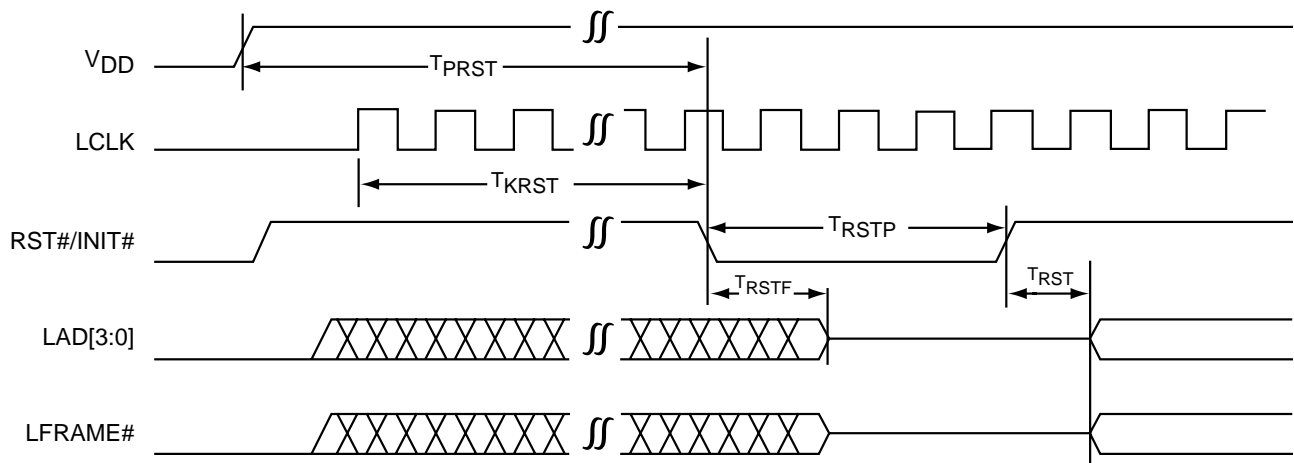 VDD
TPRST
LCLK
TKRST
RST#/INIT#
TRSTP
TRSTF
TRST
LAD[3:0]
LFRAME#